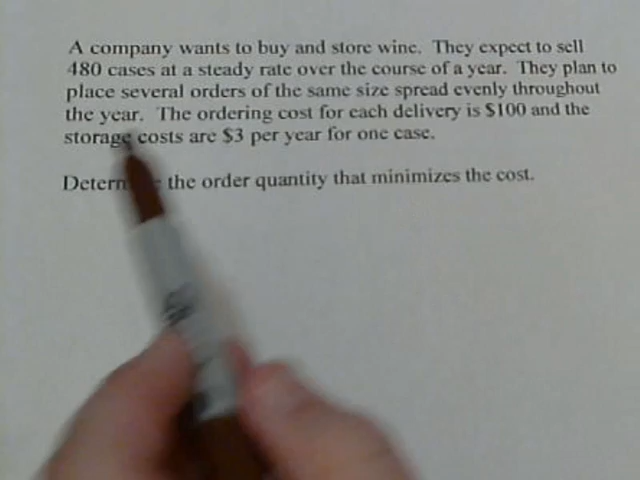 A company wants to buy and store wine. They expect to sell
480 cases at a steady rate over the course of a year. They plan to
place several orders of the same size spread evenly throughout
the year. The ordering cost for each delivery is $100 and the
storage costs are $3 per year for one case.
Determine the order quantity that minimizes the cost.